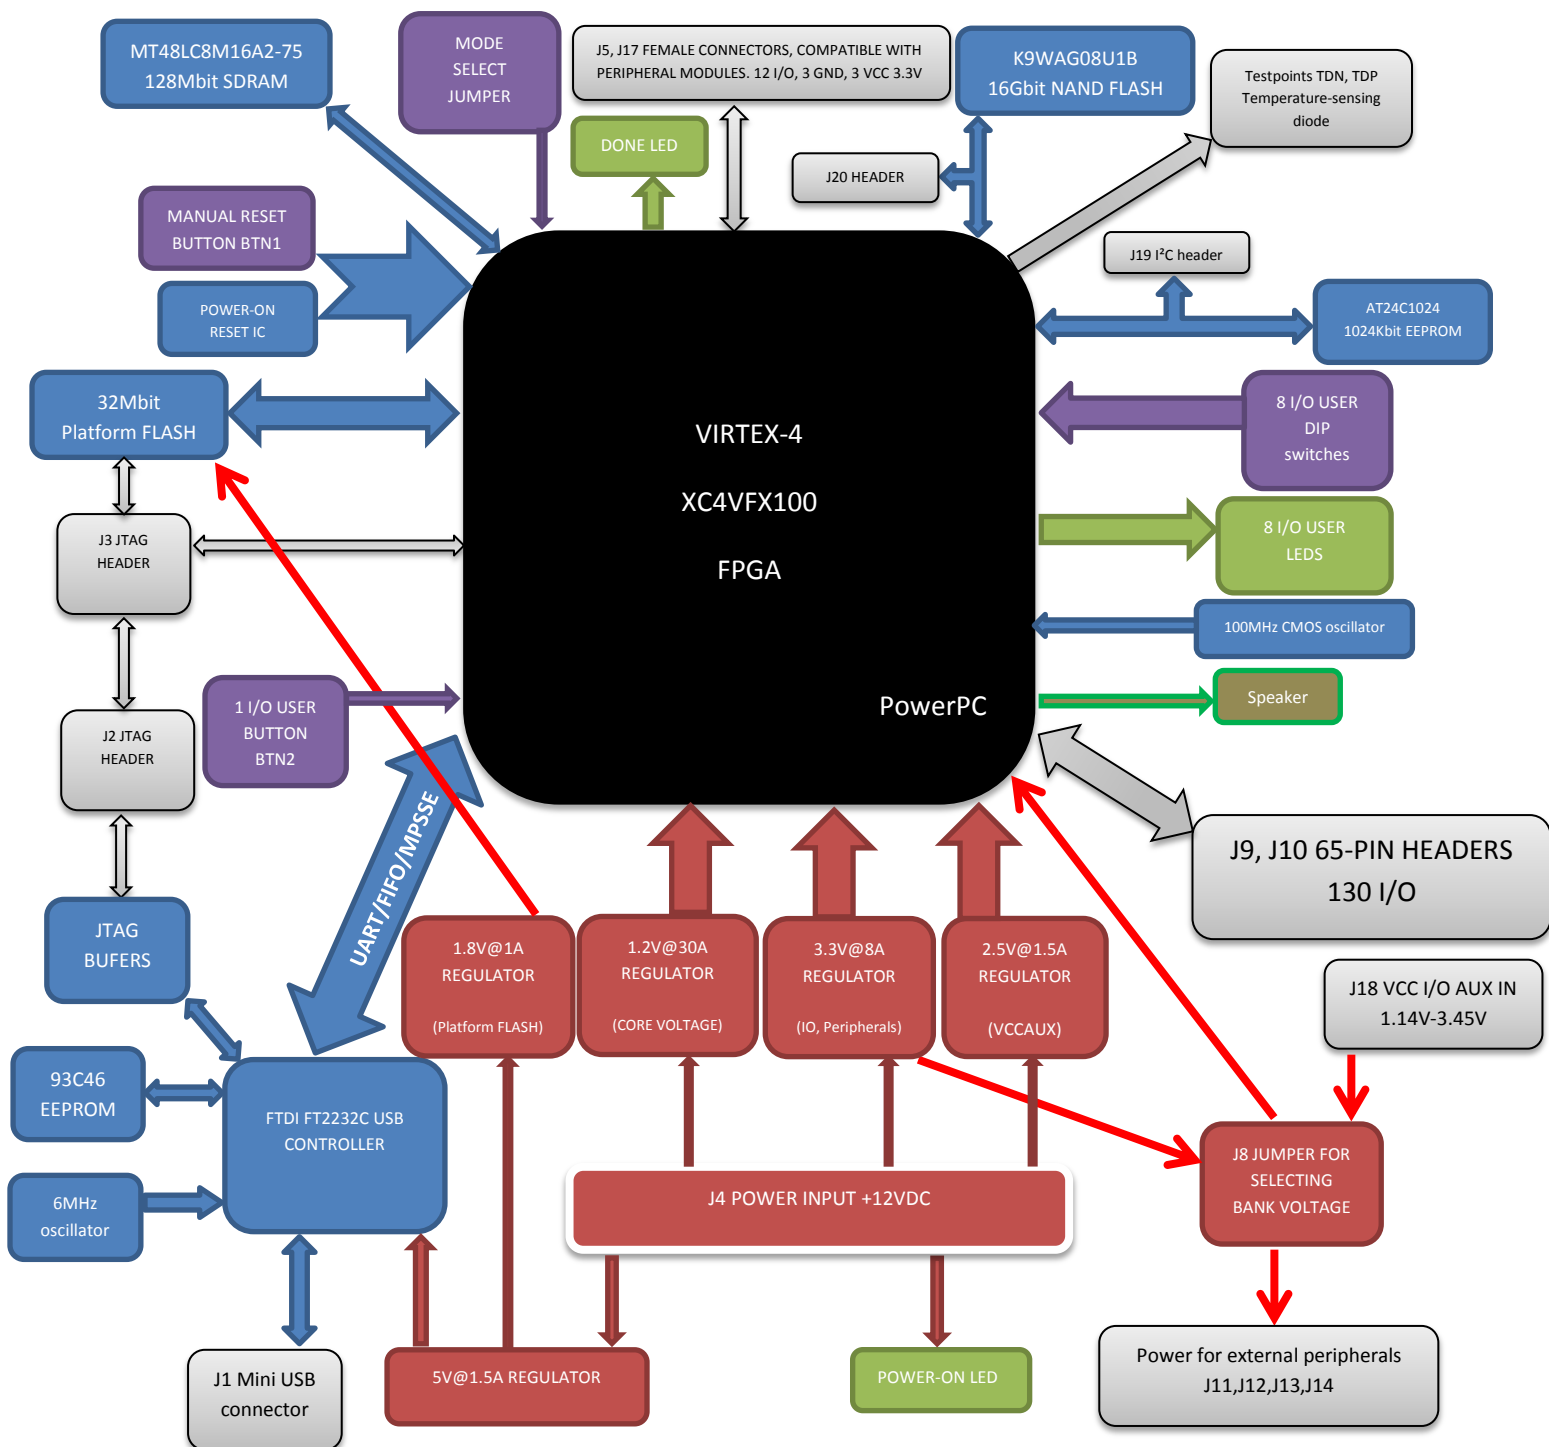 MT48LC8M16A2-75
128Mbit SDRAM
MODE
SELECT
JUMPER
J5, J17 FEMALE CONNECTORS, COMPATIBLE WITH
PERIPHERAL MODULES. 12 I/O, 3 GND, 3 VCC 3.3V
K9WAG08U1B
16Gbit NAND FLASH
Testpoints TDN, TDP
Temperature-sensing
diode
DONE LED
J20 HEADER
MANUAL RESET
BUTTON BTN1
J19 I²C header
POWER-ON
RESET IC
AT24C1024
1024Kbit EEPROM
32Mbit
Platform FLASH
VIRTEX-4
XC4VFX100
FPGA
PowerPC
8 I/O USER
DIP
switches
J3 JTAG
HEADER
8 I/O USER
LEDS
100MHz CMOS oscillator
Speaker
1 I/O USER
BUTTON
BTN2
J2 JTAG
HEADER
UART/FIFO/MPSSE
J9, J10 65-PIN HEADERS
130 I/O
JTAG
BUFERS
1.8V@1A
REGULATOR
(Platform FLASH)
1.2V@30A
REGULATOR
(CORE VOLTAGE)
3.3V@8A
REGULATOR
(IO, Peripherals)
2.5V@1.5A
REGULATOR
(VCCAUX)
J18 VCC I/O AUX IN
1.14V-3.45V
93C46
EEPROM
FTDI FT2232C USB
CONTROLLER
J8 JUMPER FOR
SELECTING
BANK VOLTAGE
6MHz
oscillator
J4 POWER INPUT +12VDC
J1 Mini USB
connector
5V@1.5A REGULATOR
POWER-ON LED
Power for external peripherals
J11,J12,J13,J14